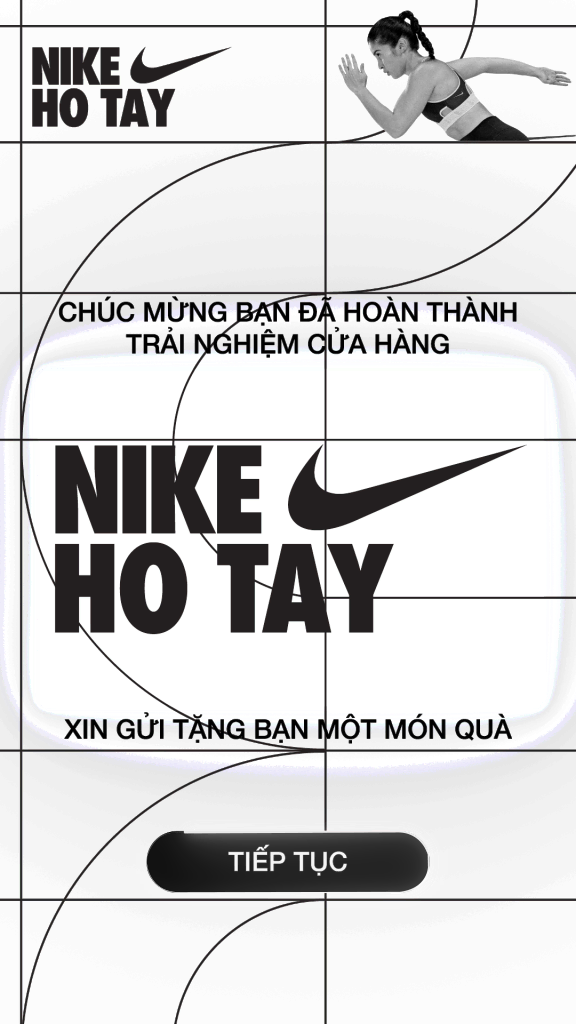 NIKE
HO TAY
CHÚC MỪNG BẠN ĐÃ HOÀN THÀNH
TRẢI NGHIỆM CỬA HÀNG
NIKE
HO TAY
XIN GỬI TẶNG BẠN MỘT MÓN QUÀ
TIẾP TỤC